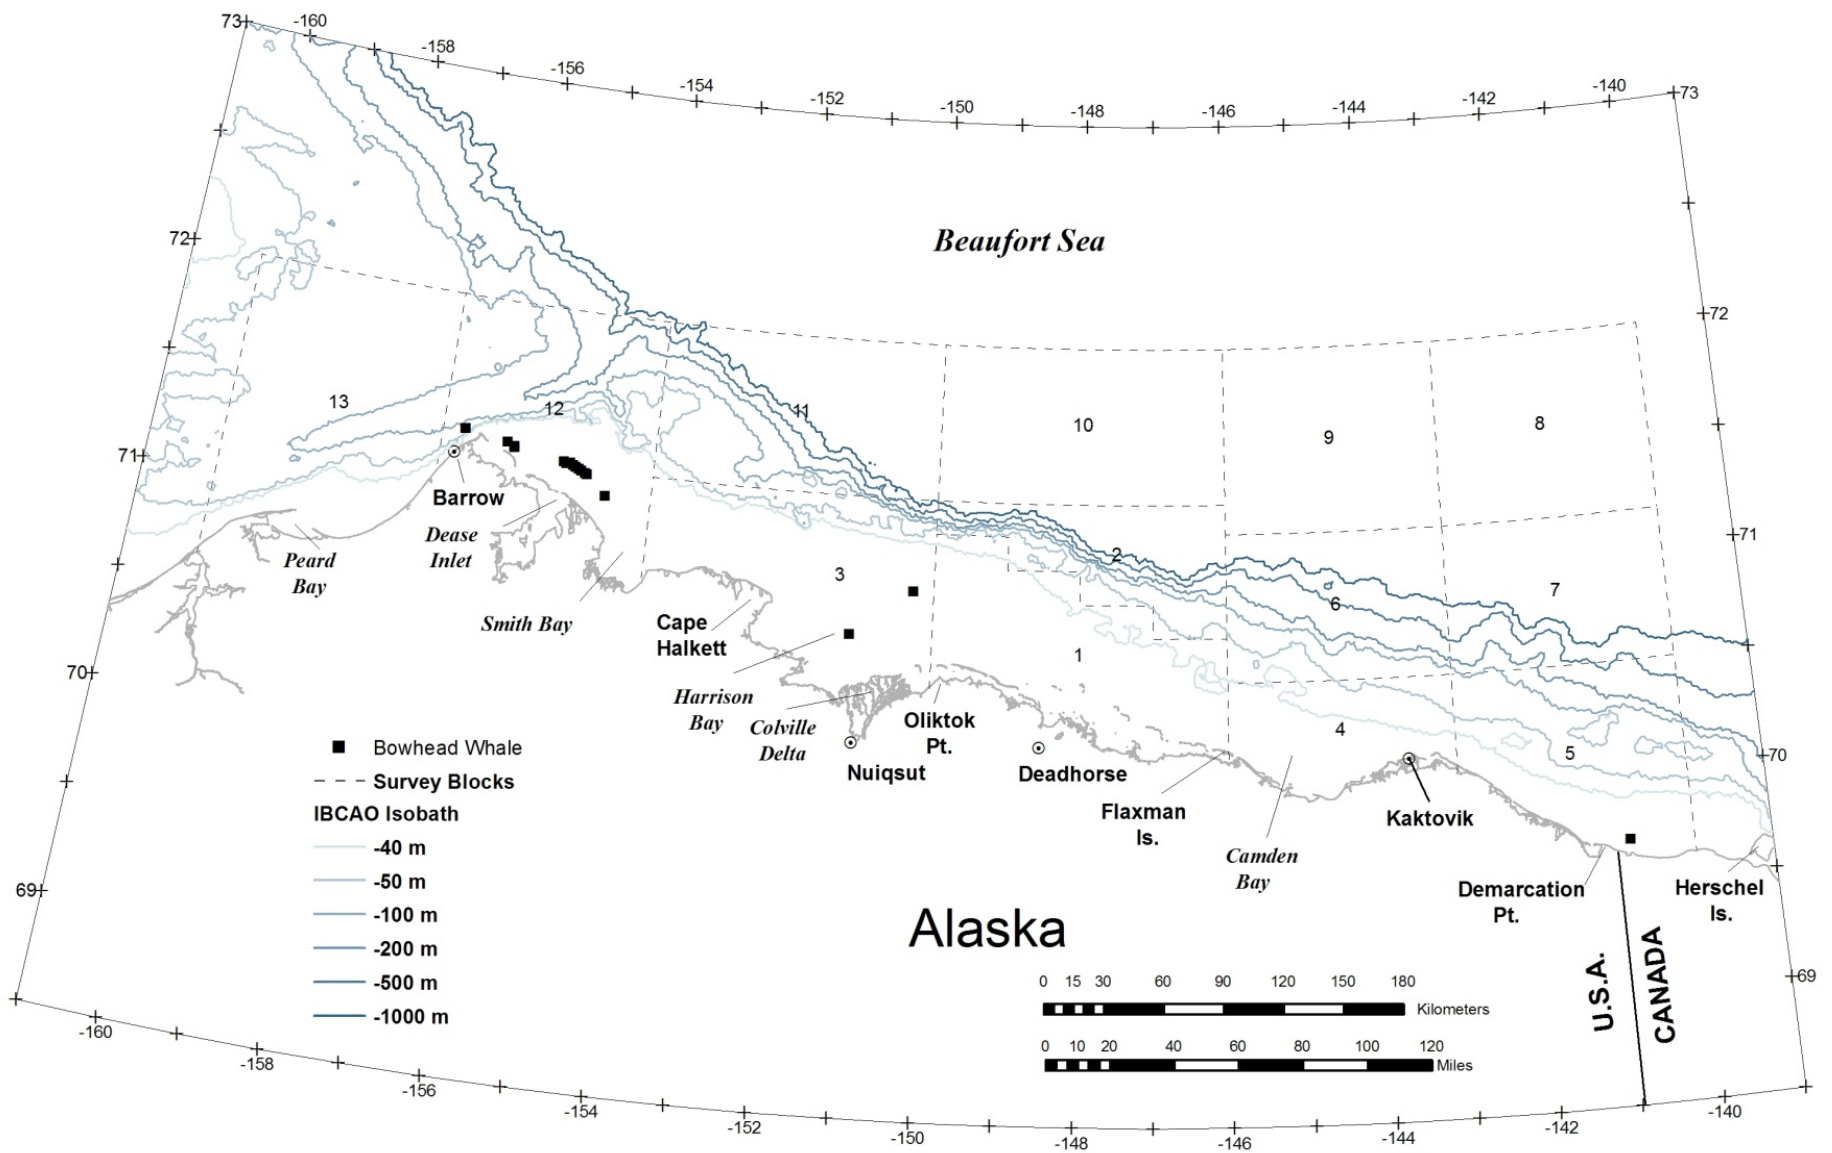 73
-160
-158
-156
-154
-152
-150
-148
-146
-144
-142
-140
73
72
Beaufort Sea
72
13
12
11
10
9
8
71
Barrow
Dease
Inlet
Peard
Bay
Smith Bay
3
2
6
7
71
Cape
Halkett
1
Harrison
Bay
Colville
Delta
Oliktok
Pt.
4
5
70
70
Nuiqsut
Deadhorse
Flaxman
Is.
Kaktovik
Camden
Bay
Demarcation
Pt.
Herschel
Is.
Bowhead Whale
Survey Blocks
IBCAO Isobath
-40 m
-50 m
-100 m
-200 m
-500 m
-1000 m
69
Alaska
U.S.A.
CANADA
69
0 15 30 60 90 120 150 180
Kilometers
0 10 20 40 60 80 100 120
Miles
-160
-158
-156
-154
-152
-150
-148
-146
-144
-142
-140